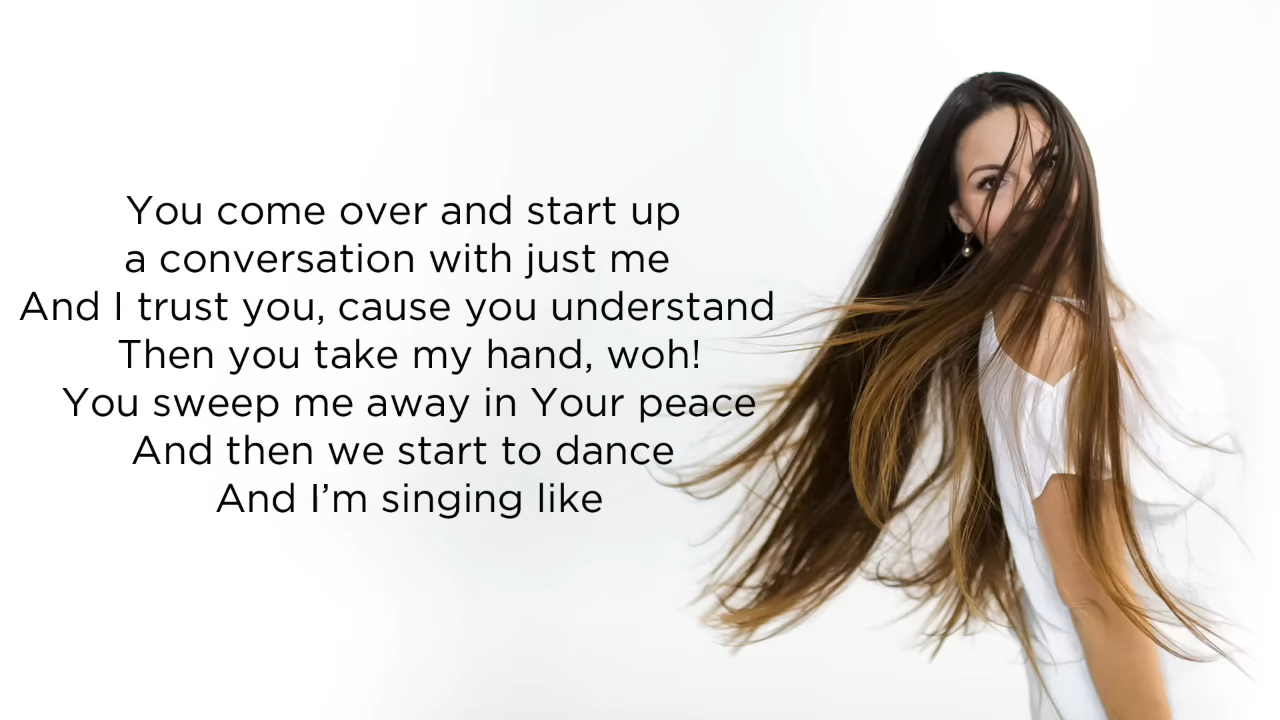 You come over and start up
a conversation with just me
And I trust you, cause you understand
Then you take my hand, woh!
You sweep me away in Your peace
And then we start to dance
And I’m singing like